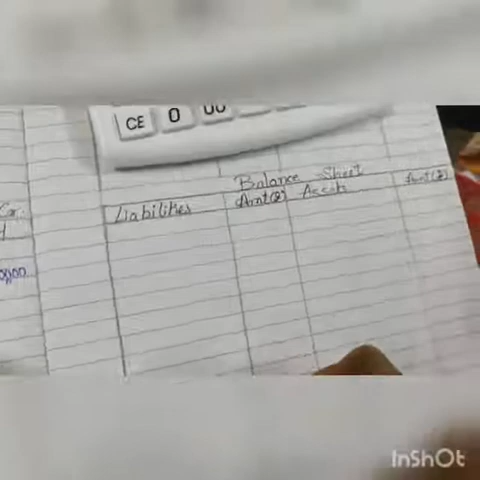 CE 0 00
Balance Sheet
Liabilities Amt(₹) Assets Amt(₹)
InShOt